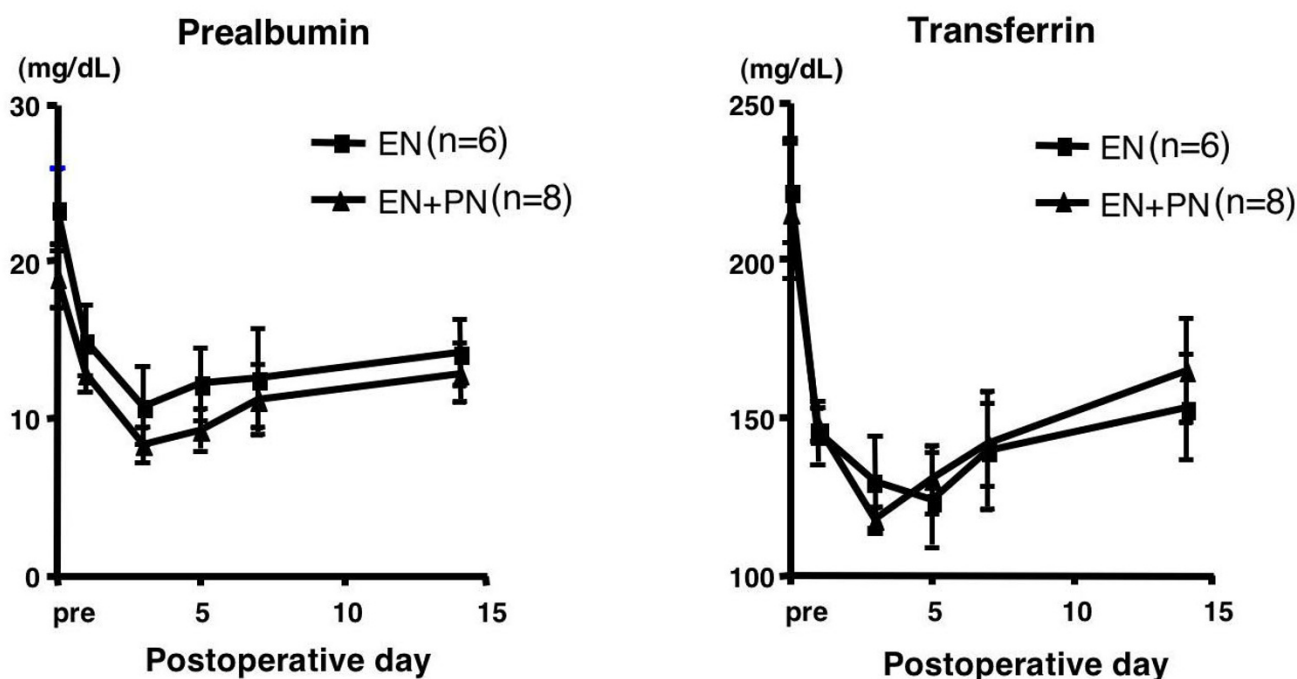 Prealbumin
(mg/dL)
30
20
10
0
pre 5 10 15
Postoperative day
EN (n=6)
EN+PN (n=8)
Transferrin
(mg/dL)
250
200
150
100
pre 5 10 15
Postoperative day
EN (n=6)
EN+PN (n=8)